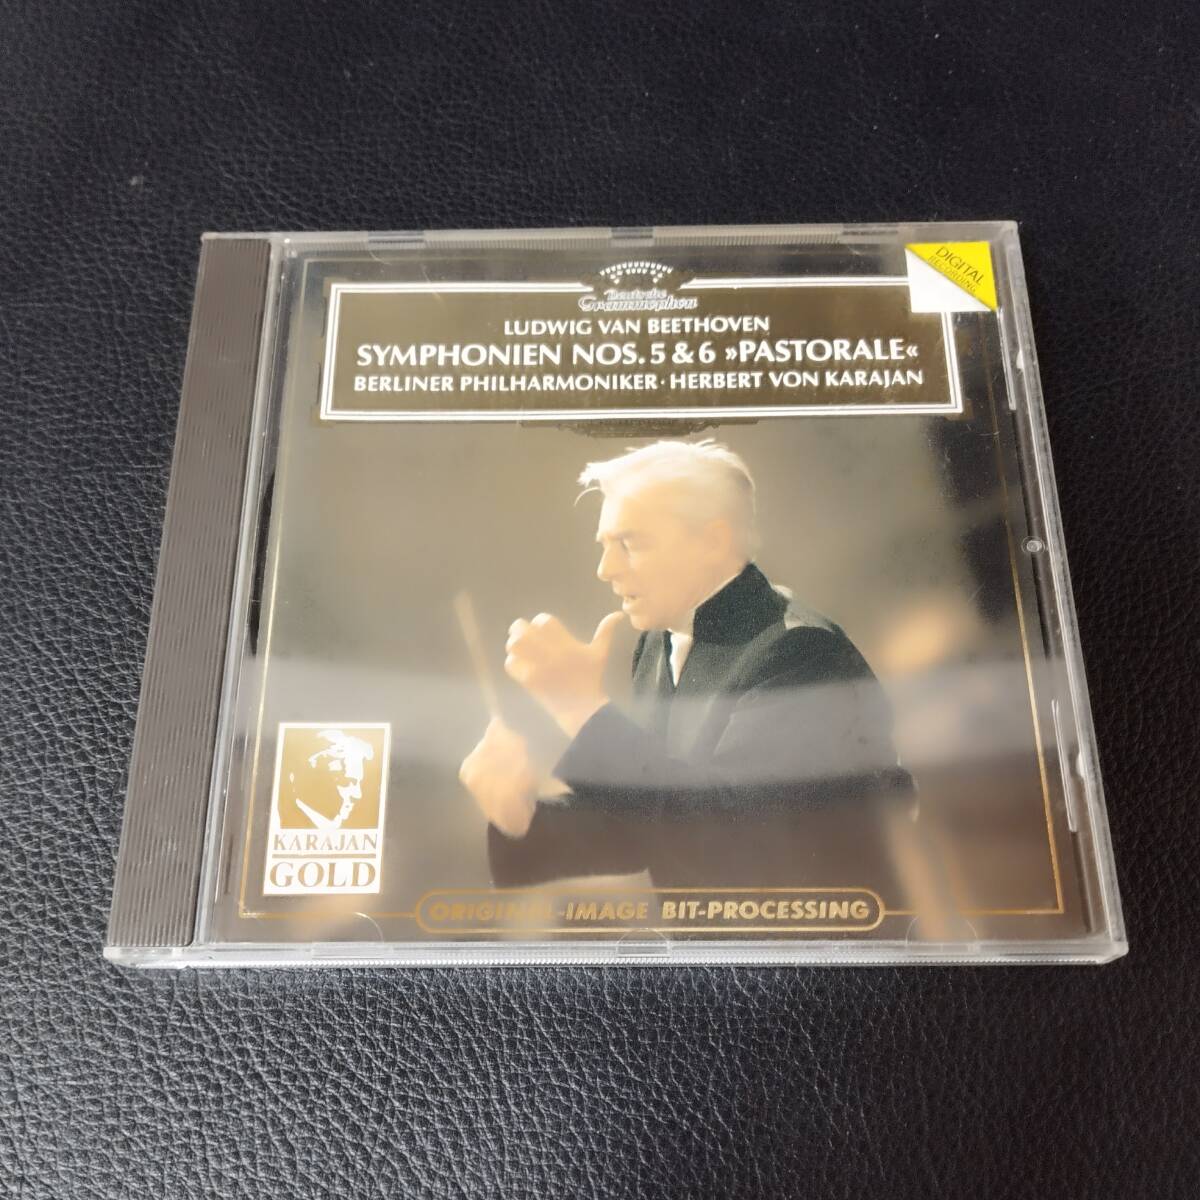 Deutsche
Grammophon
LUDWIG VAN BEETHOVEN
SYMPHONIEN NOS. 5 & 6 »PASTORALE«
BERLINER PHILHARMONIKER · HERBERT VON KARAJAN
DIGITAL
RECORDING
KARAJAN
GOLD
ORIGINAL-IMAGE BIT-PROCESSING